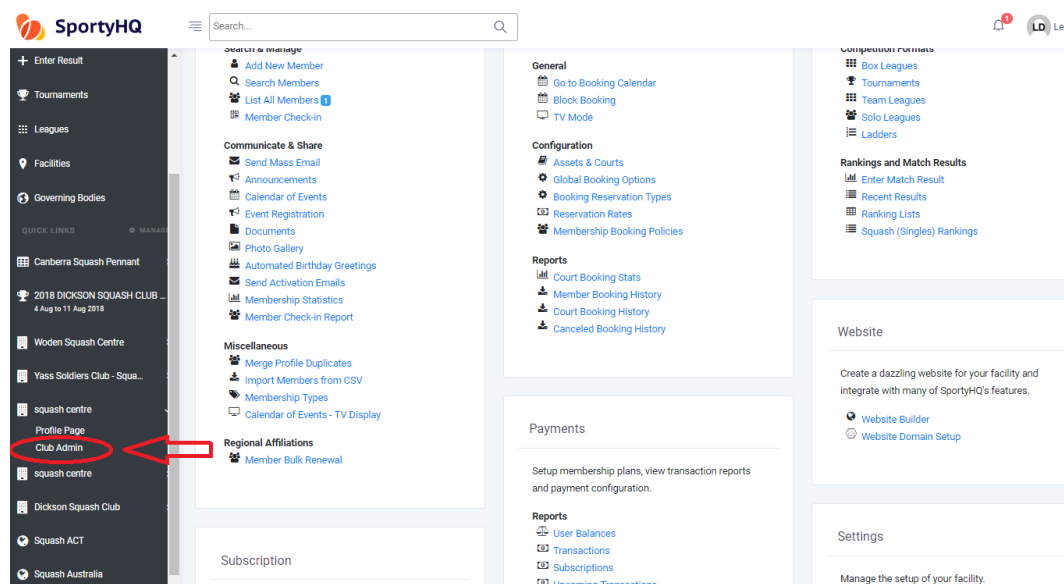 SportyHQ
Search...
1
LD Le
Enter Result
Tournaments
Leagues
Facilities
Governing Bodies
QUICK LINKS
Canberra Squash Pennant
2018 DICKSON SQUASH CLUB ...
4 Aug to 11 Aug 2018
Woden Squash Centre
Yass Soldiers Club - Squa...
squash centre
Profile Page
Club Admin
squash centre
Dickson Squash Club
Squash ACT
Squash Australia
Search & Manage
Add New Member
Search Members
List All Members 1
Member Check-in
Communicate & Share
Send Mass Email
Announcements
Calendar of Events
Event Registration
Documents
Photo Gallery
Automated Birthday Greetings
Send Activation Emails
Membership Statistics
Member Check-in Report
Miscellaneous
Merge Profile Duplicates
Import Members from CSV
Membership Types
Calendar of Events - TV Display
Regional Affiliations
Member Bulk Renewal
Subscription
General
Go to Booking Calendar
Block Booking
TV Mode
Configuration
Assets & Courts
Global Booking Options
Booking Reservation Types
Reservation Rates
Membership Booking Policies
Reports
Court Booking Stats
Member Booking History
Court Booking History
Canceled Booking History
Payments
Setup membership plans, view transaction reports
and payment configuration.
Reports
User Balances
Transactions
Subscriptions
Upcoming Transactions
Competition Formats
Box Leagues
Tournaments
Team Leagues
Solo Leagues
Ladders
Rankings and Match Results
Enter Match Result
Recent Results
Ranking Lists
Squash (Singles) Rankings
Website
Create a dazzling website for your facility and
integrate with many of SportyHQ's features.
Website Builder
Website Domain Setup
Settings
Manage the setup of your facility.